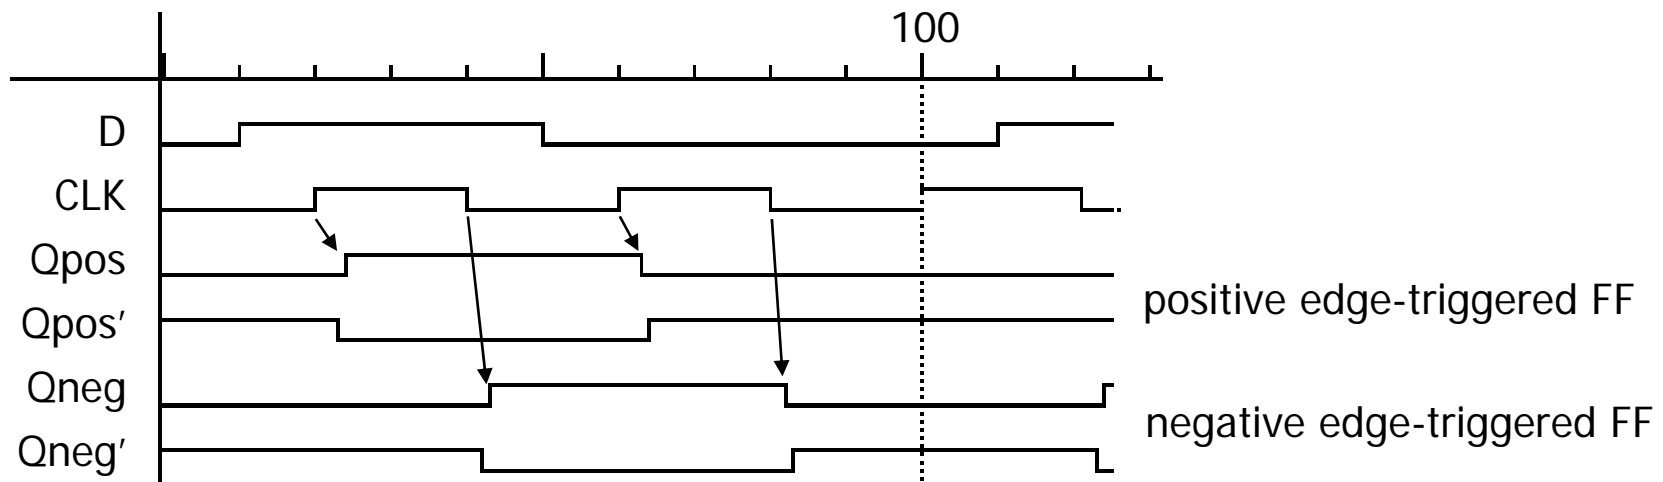 100
D
CLK
Qpos
positive edge-triggered FF
Qpos’
Qneg
negative edge-triggered FF
Qneg’